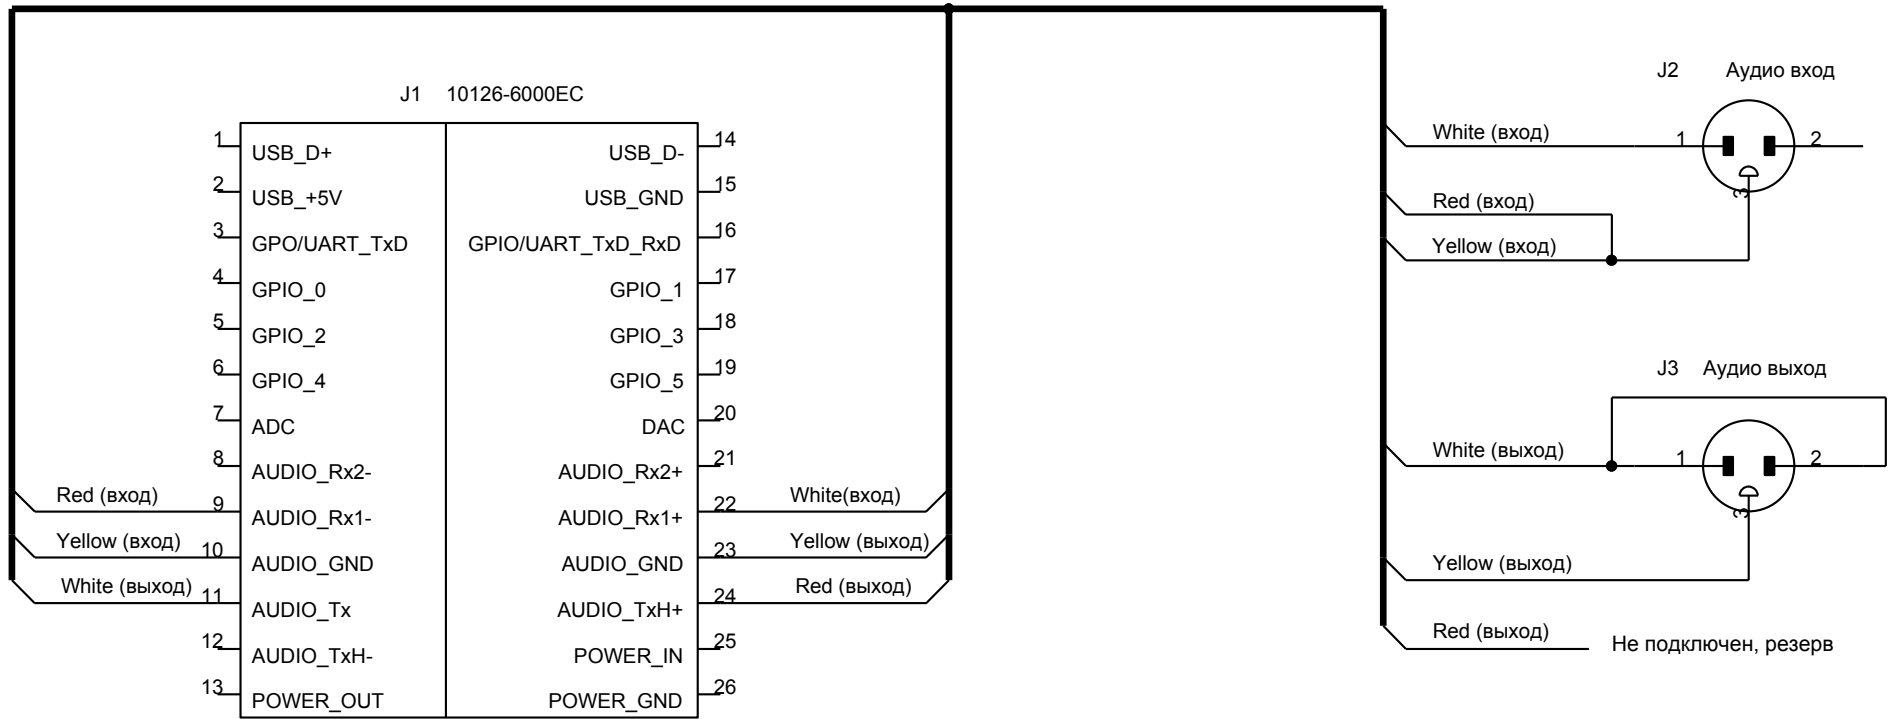 J1 10126-6000EC
1 USB_D+ USB_D- 14
2 USB_+5V USB_GND 15
3 GPO/UART_TxD GPIO/UART_TxD_RxD 16
4 GPIO_0 GPIO_1 17
5 GPIO_2 GPIO_3 18
6 GPIO_4 GPIO_5 19
7 ADC DAC 20
8 AUDIO_Rx2- AUDIO_Rx2+ 21
Red (вход) 9 AUDIO_Rx1- AUDIO_Rx1+ 22 White(вход)
Yellow (вход) 10 AUDIO_GND AUDIO_GND 23 Yellow (выход)
White (выход) 11 AUDIO_Tx AUDIO_TxH+ 24 Red (выход)
12 AUDIO_TxH- POWER_IN 25
13 POWER_OUT POWER_GND 26
J2 Аудио вход
White (вход) 1 2
Red (вход) 3
Yellow (вход)
J3 Аудио выход
White (выход) 1 2
3
Yellow (выход)
Red (выход) Не подключен, резерв